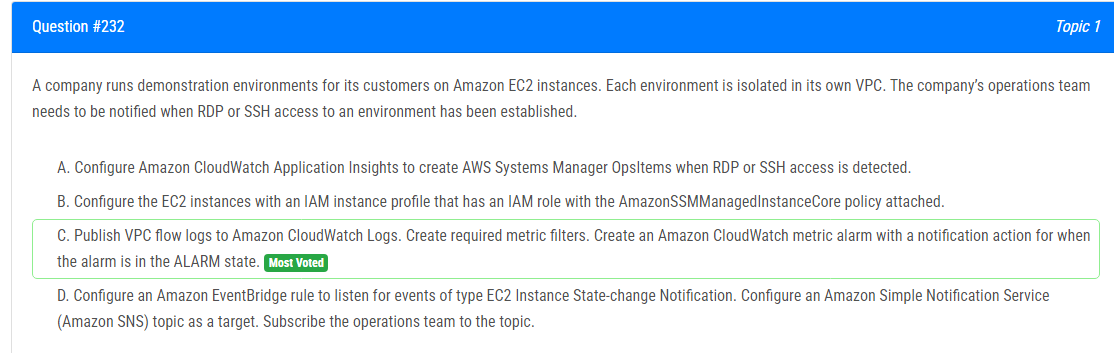 Question #232
Topic 1
A company runs demonstration environments for its customers on Amazon EC2 instances. Each environment is isolated in its own VPC. The company's operations team
needs to be notified when RDP or SSH access to an environment has been established.
A. Configure Amazon CloudWatch Application Insights to create AWS Systems Manager OpsItems when RDP or SSH access is detected.
B. Configure the EC2 instances with an IAM instance profile that has an IAM role with the AmazonSSMManagedInstanceCore policy attached.
C. Publish VPC flow logs to Amazon CloudWatch Logs. Create required metric filters. Create an Amazon CloudWatch metric alarm with a notification action for when
the alarm is in the ALARM state. Most Voted
D. Configure an Amazon EventBridge rule to listen for events of type EC2 Instance State-change Notification. Configure an Amazon Simple Notification Service
(Amazon SNS) topic as a target. Subscribe the operations team to the topic.